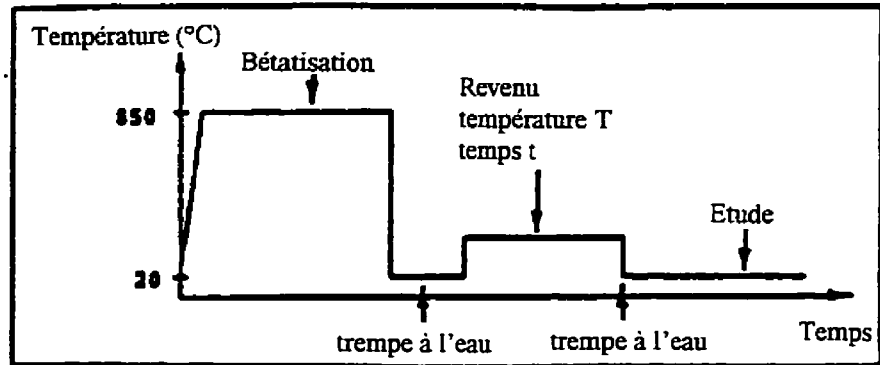 Température (°C)
Bétatisation
Revenu
température T
temps t
850
Etude
20
trempe à l'eau
trempe à l'eau
Temps